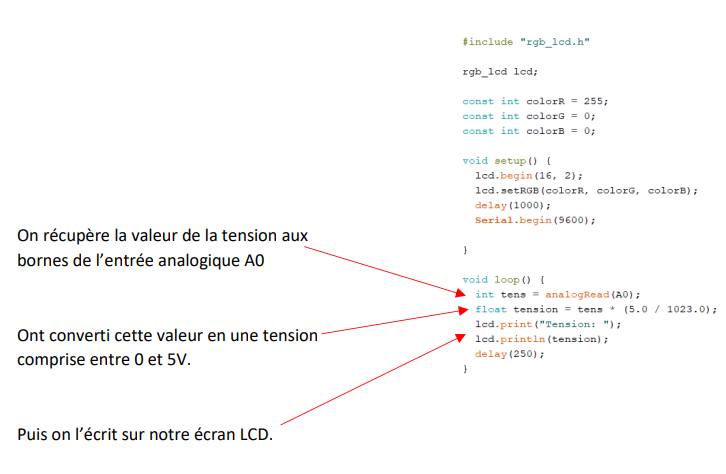 #include "rgb_lcd.h"
rgb_lcd lcd;
const int colorR = 255;
const int colorG = 0;
const int colorB = 0;
void setup() {
lcd.begin(16, 2);
lcd.setRGB(colorR, colorG, colorB);
delay(1000);
Serial.begin(9600);
}
void loop() {
int tens = analogRead(A0);
float tension = tens * (5.0 / 1023.0);
lcd.print("Tension: ");
lcd.println(tension);
delay(250);
}
On récupère la valeur de la tension aux
bornes de l'entrée analogique A0
Ont converti cette valeur en une tension
comprise entre 0 et 5V.
Puis on l'écrit sur notre écran LCD.